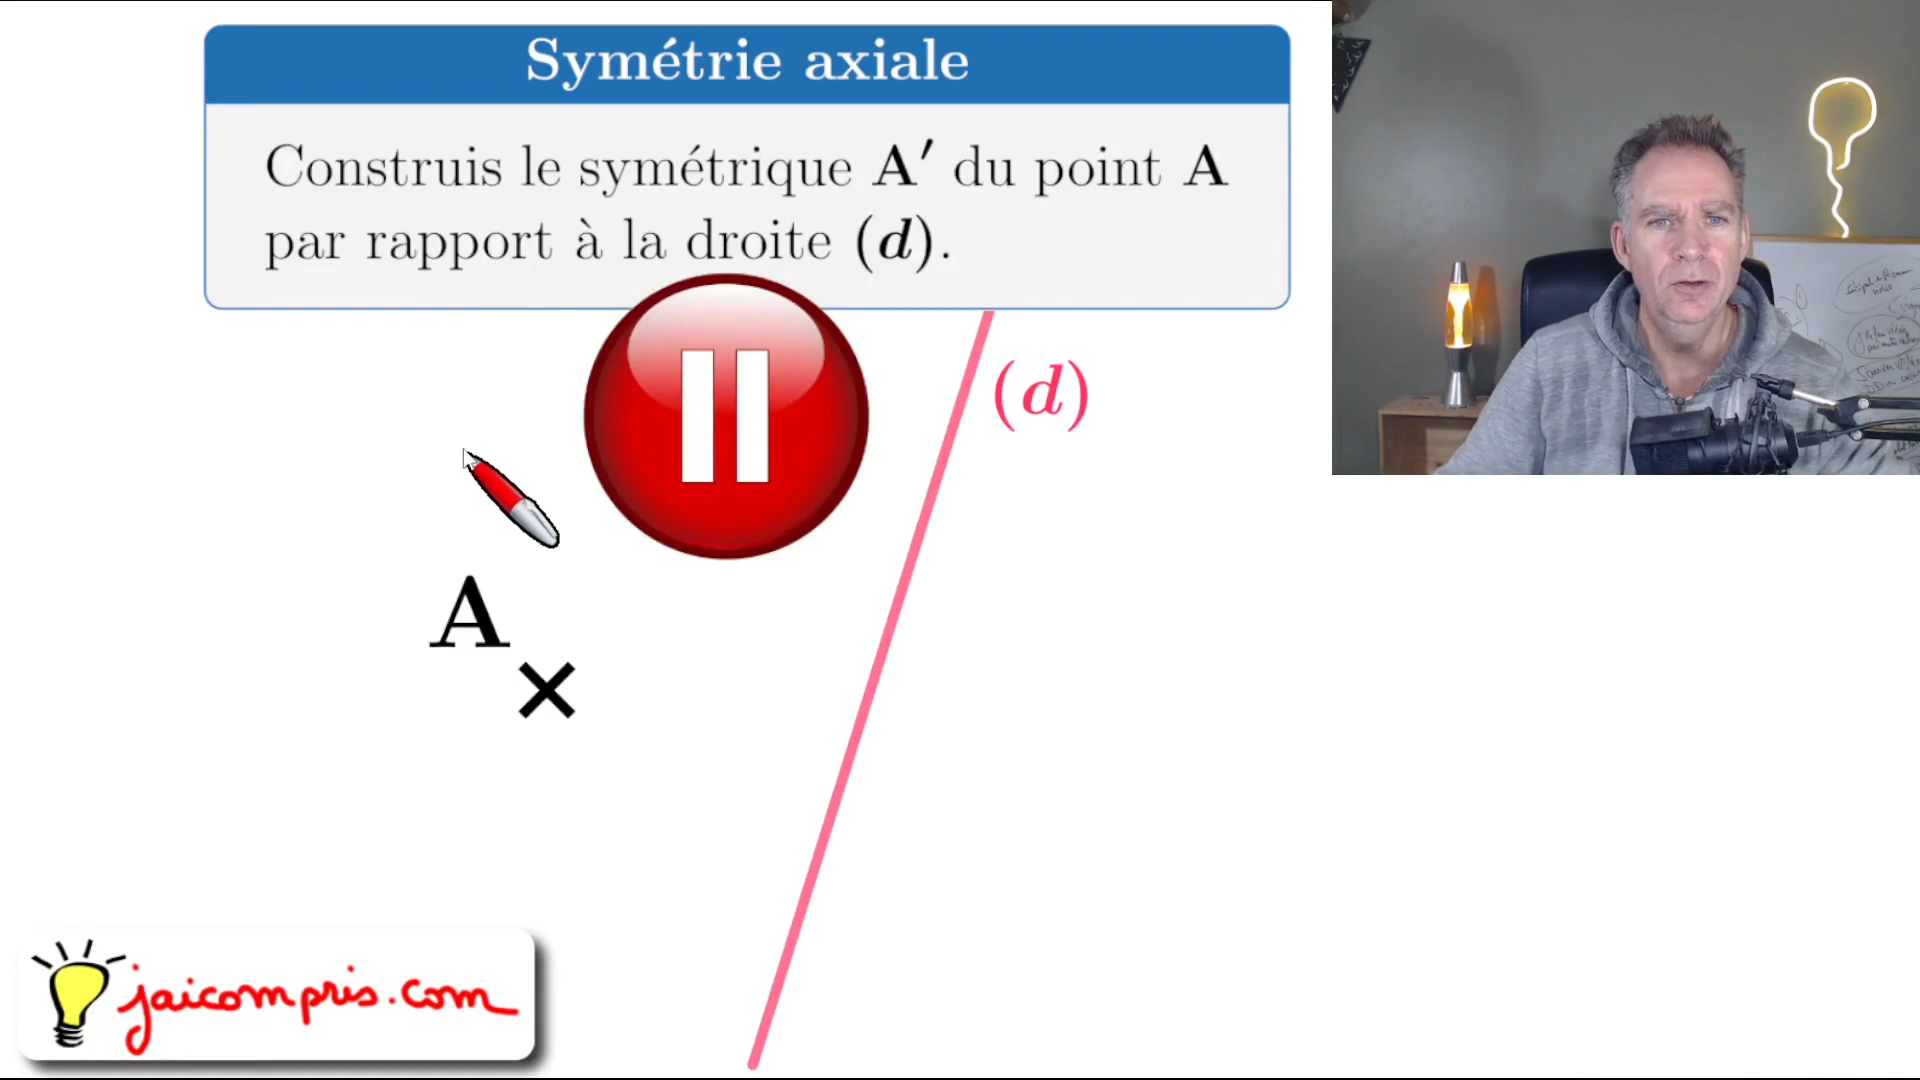 Symétrie axiale
Construis le symétrique A′ du point A
par rapport à la droite (d).
(d)
A
jaicompris.com